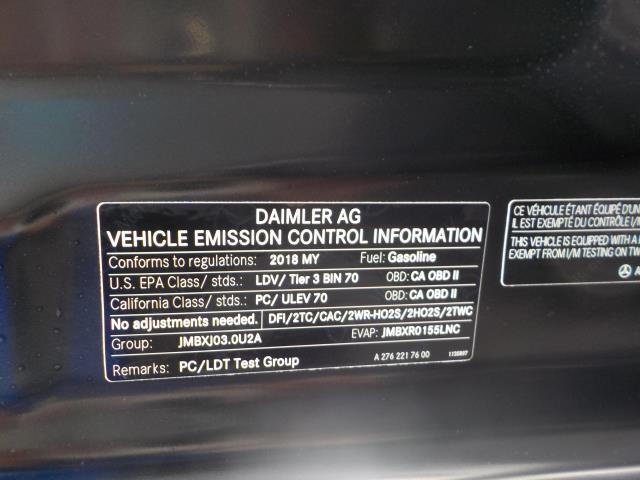 DAIMLER AG
VEHICLE EMISSION CONTROL INFORMATION
Conforms to regulations: 2018 MY Fuel: Gasoline
U.S. EPA Class/ stds.: LDV/ Tier 3 BIN 70 OBD: CA OBD II
California Class/ stds.: PC/ ULEV 70 OBD: CA OBD II
No adjustments needed. DFI/2TC/CAC/2WR-HO2S/2HO2S/2TWC
Group: JMBXJ03.0U2A EVAP: JMBXR0155LNC
Remarks: PC/LDT Test Group A 276 221 76 00
CE VÉHICULE ÉTANT ÉQUIPÉ D'UN
IL EST EXEMPTÉ DU CONTRÔLE I/M
THIS VEHICLE IS EQUIPPED WITH A
FROM I/M TESTING ON TW
A